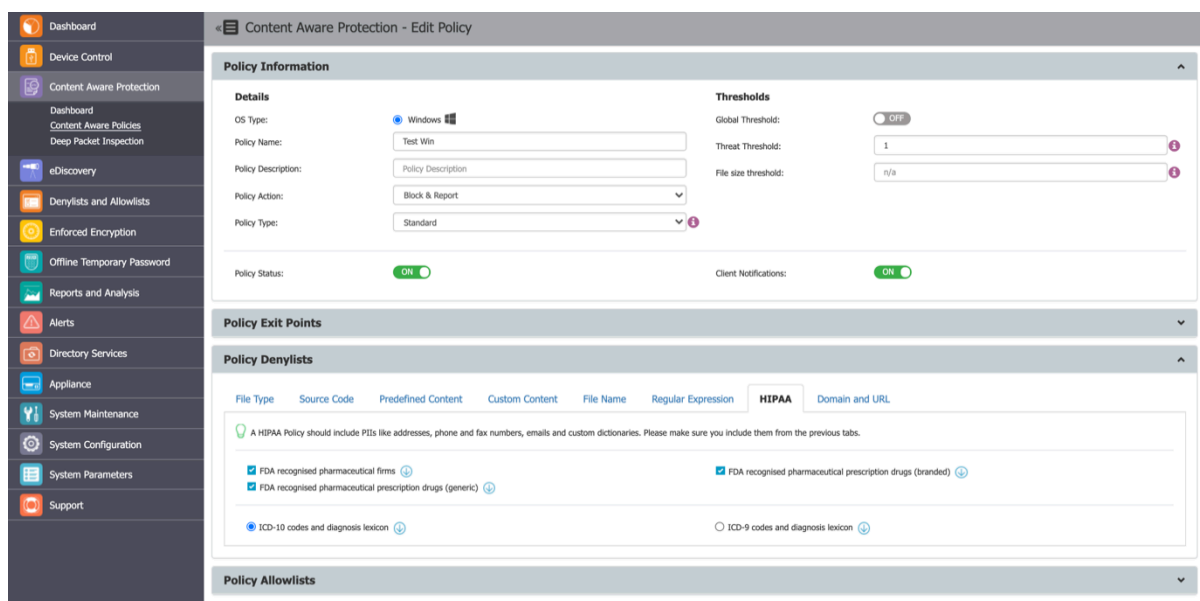 Dashboard
Device Control
Content Aware Protection
Dashboard
Content Aware Policies
Deep Packet Inspection
eDiscovery
Denylists and Allowlists
Enforced Encryption
Offline Temporary Password
Reports and Analysis
Alerts
Directory Services
Appliance
System Maintenance
System Configuration
System Parameters
Support
« Content Aware Protection - Edit Policy
Policy Information
Details
OS Type: Windows
Policy Name: Test Win
Policy Description: Policy Description
Policy Action: Block & Report
Policy Type: Standard
Thresholds
Global Threshold: OFF
Threat Threshold: 1
File size threshold: n/a
Policy Status: ON
Client Notifications: ON
Policy Exit Points
Policy Denylists
File Type Source Code Predefined Content Custom Content File Name Regular Expression HIPAA Domain and URL
A HIPAA Policy should include PIIs like addresses, phone and fax numbers, emails and custom dictionaries. Please make sure you include them from the previous tabs.
FDA recognised pharmaceutical firms
FDA recognised pharmaceutical prescription drugs (branded)
FDA recognised pharmaceutical prescription drugs (generic)
ICD-10 codes and diagnosis lexicon
ICD-9 codes and diagnosis lexicon
Policy Allowlists